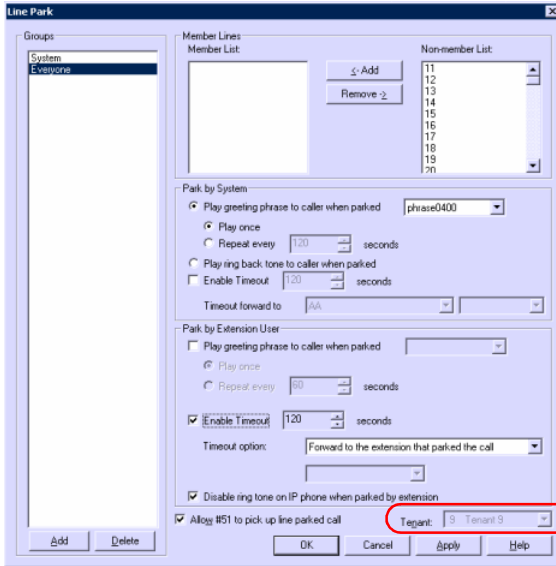 Line Park
Groups
System
Everyone
Add
Delete
Member Lines
Member List:
<- Add
Remove ->
Non-member List:
11
12
13
14
15
16
17
18
19
20
Park by System
Play greeting phrase to caller when parked
phrase0400
Play once
Repeat every 120 seconds
Play ring back tone to caller when parked
Enable Timeout 120 seconds
Timeout forward to AA
Park by Extension User
Play greeting phrase to caller when parked
Play once
Repeat every 60 seconds
Enable Timeout 120 seconds
Timeout option: Forward to the extension that parked the call
Disable ring tone on IP phone when parked by extension
Allow #51 to pick up line parked call
Tenant: 9 Tenant 9
OK
Cancel
Apply
Help